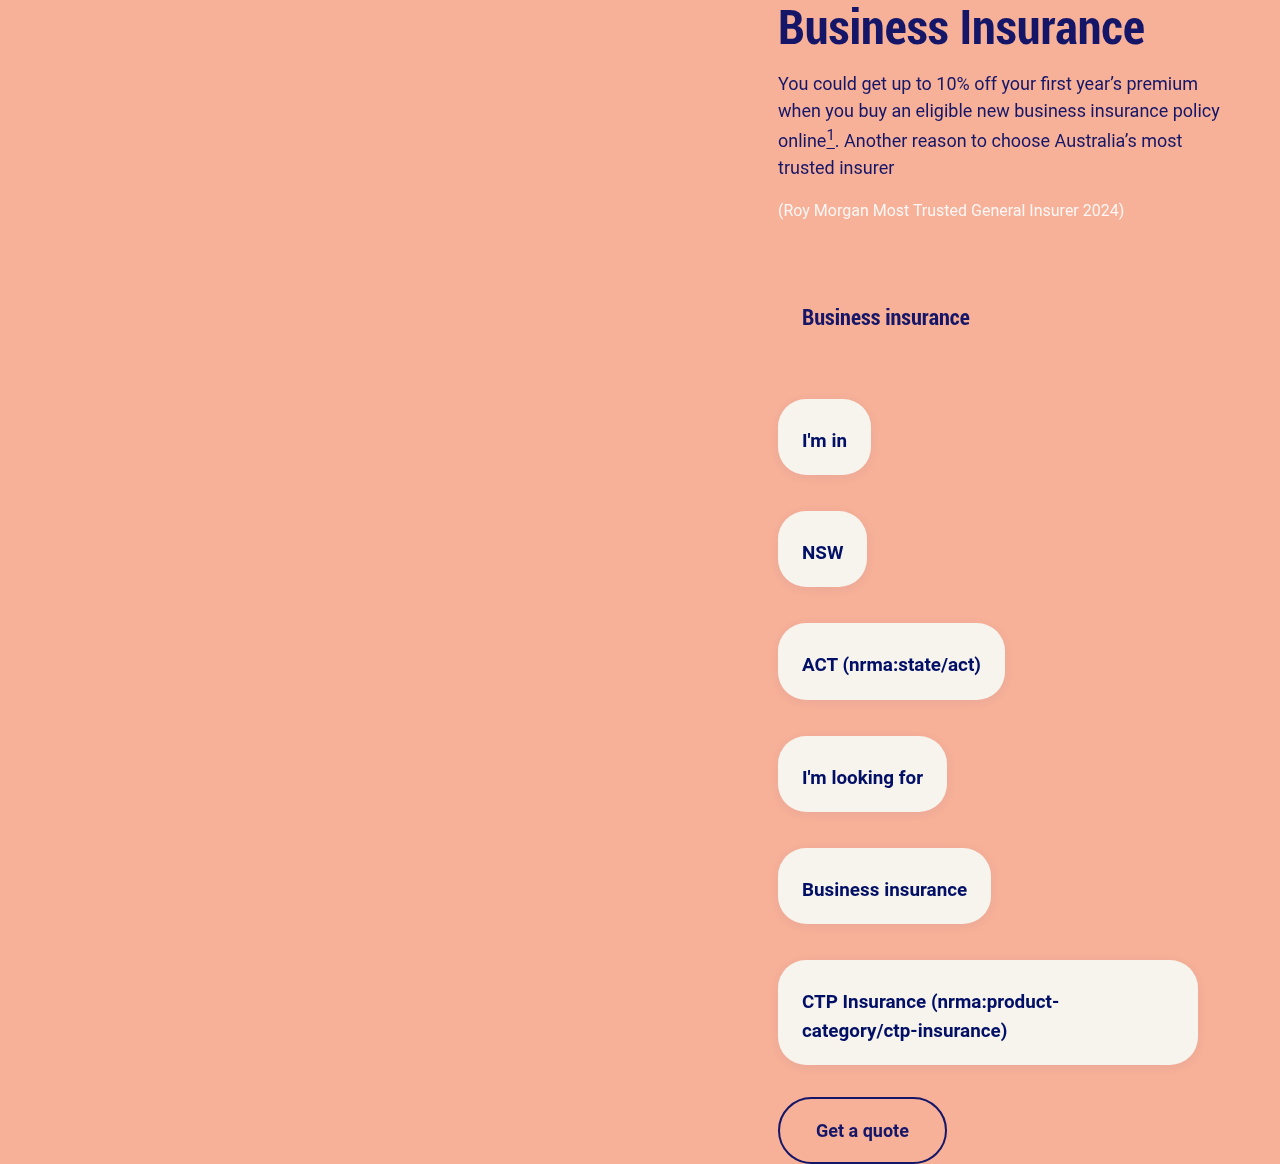 Business Insurance
You could get up to 10% off your first year’s premium
when you buy an eligible new business insurance policy
online1. Another reason to choose Australia’s most
trusted insurer
(Roy Morgan Most Trusted General Insurer 2024)
Business insurance
I'm in
NSW
ACT (nrma:state/act)
I'm looking for
Business insurance
CTP Insurance (nrma:product-
category/ctp-insurance)
Get a quote